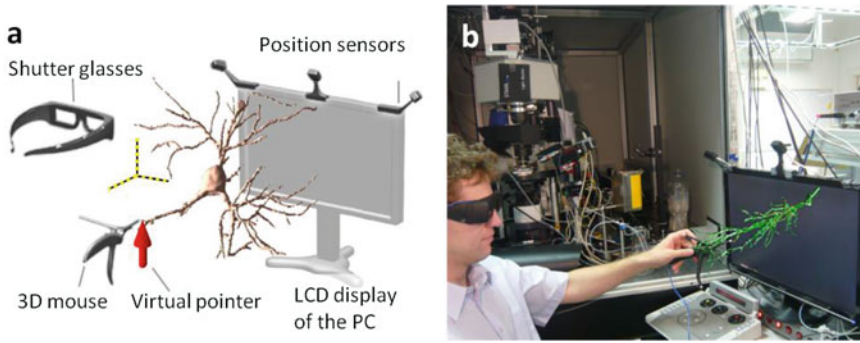 a
Shutter glasses
Position sensors
3D mouse
Virtual pointer
LCD display
of the PC
b